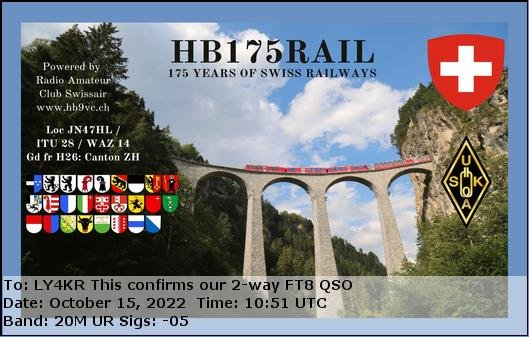 HB175RAIL
175 YEARS OF SWISS RAILWAYS
Powered by
Radio Amateur
Club Swissair
www.hb9vc.ch
Loc JN47HL /
ITU 28 / WAZ 14
Gd fr H26: Canton ZH
U
S K
A
To: LY4KR This confirms our 2-way FT8 QSO
Date: October 15, 2022 Time: 10:51 UTC
Band: 20M UR Sigs: -05